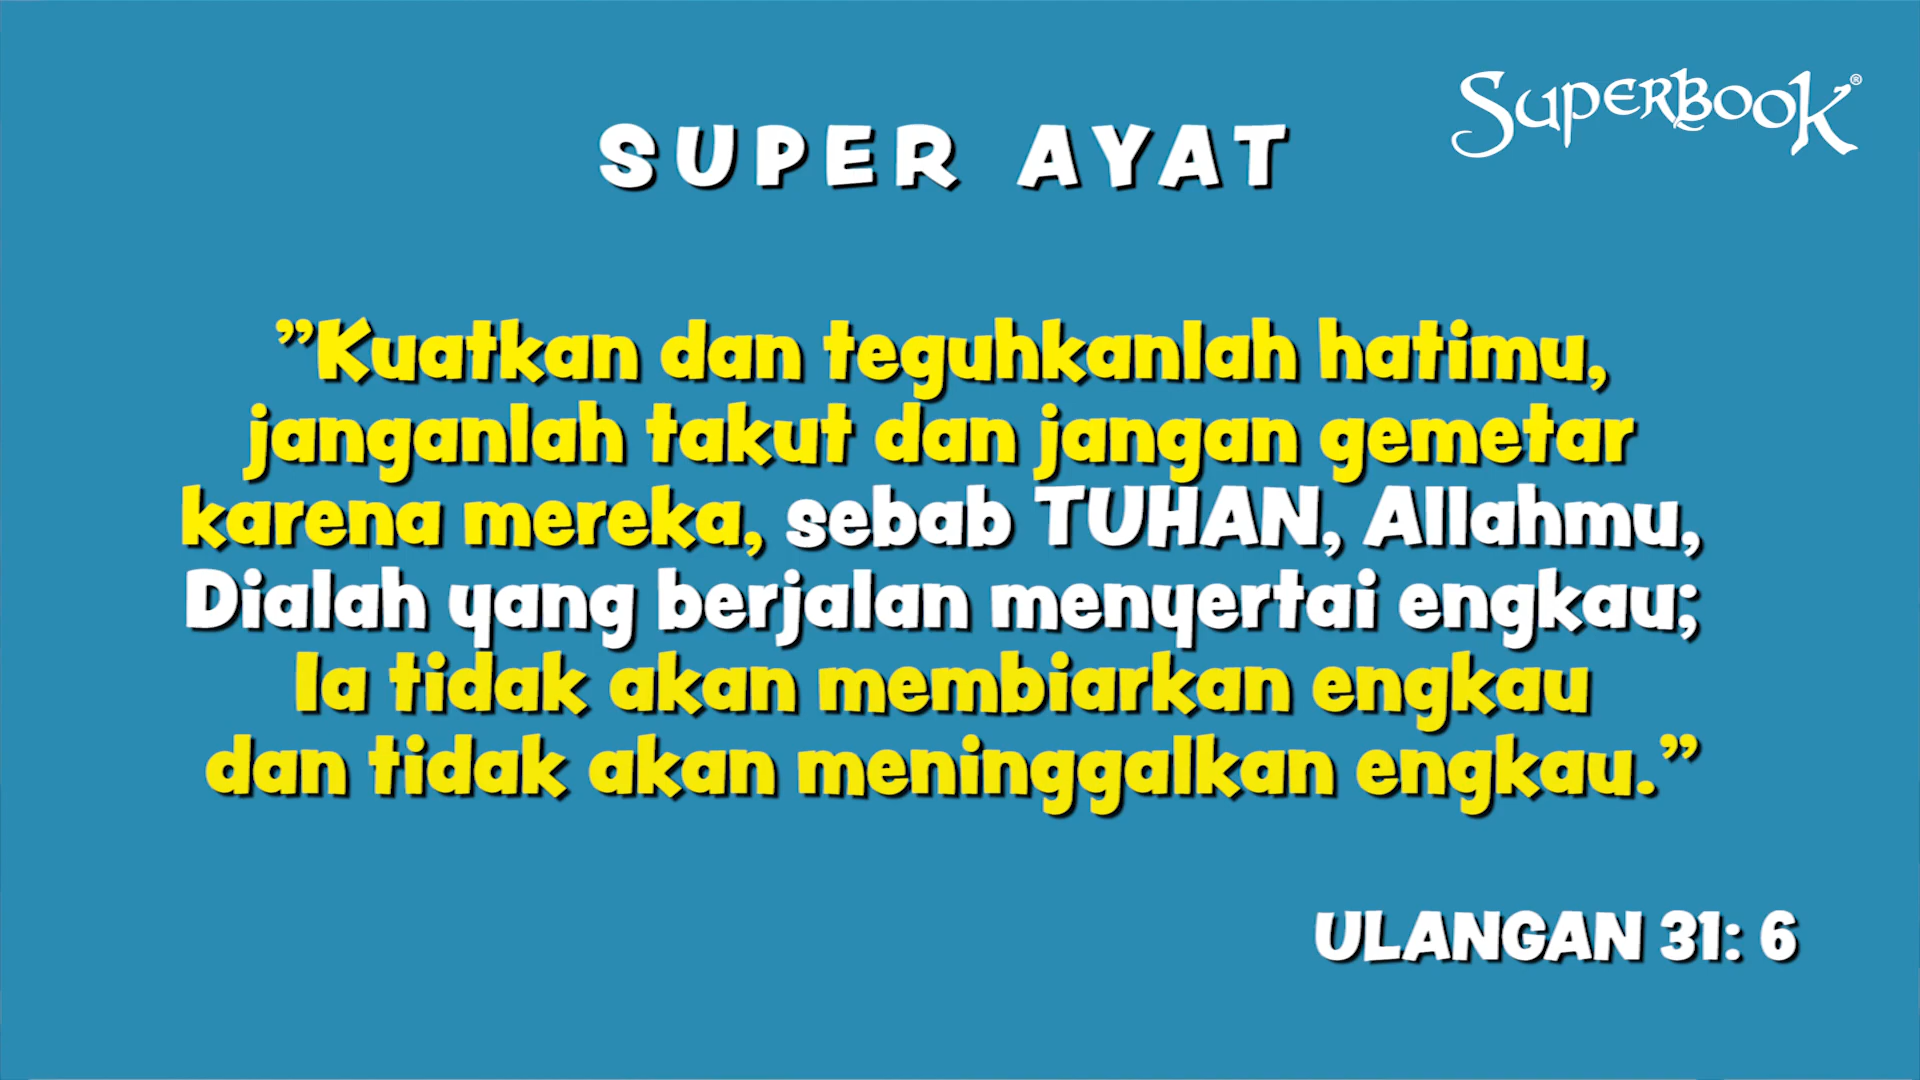 SUPERBOOK®
SUPER AYAT
”Kuatkan dan teguhkanlah hatimu,
janganlah takut dan jangan gemetar
karena mereka, sebab TUHAN, Allahmu,
Dialah yang berjalan menyertai engkau;
Ia tidak akan membiarkan engkau
dan tidak akan meninggalkan engkau.”
ULANGAN 31: 6